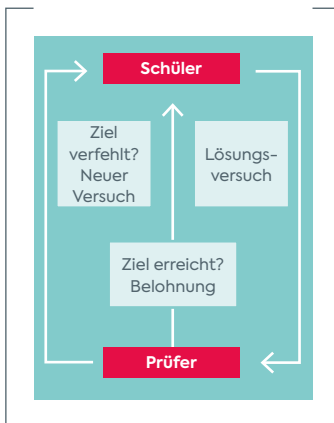 Schüler
Ziel
verfehlt?
Neuer
Versuch
Lösungs-
versuch
Ziel erreicht?
Belohnung
Prüfer